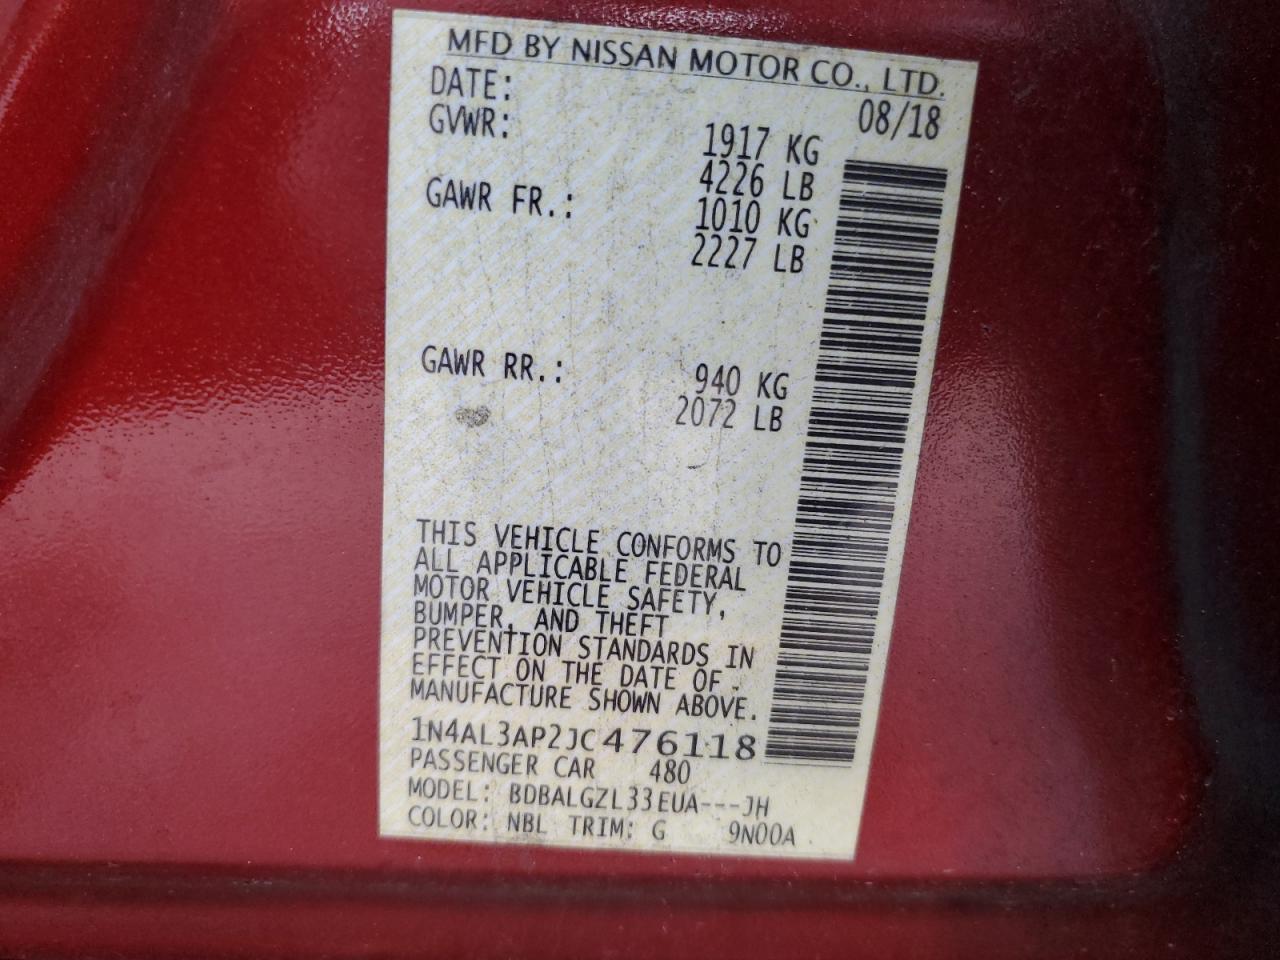 MFD BY NISSAN MOTOR CO., LTD.
DATE: 08/18
GVWR: 1917 KG
4226 LB
GAWR FR.: 1010 KG
2227 LB
GAWR RR.: 940 KG
2072 LB
THIS VEHICLE CONFORMS TO
ALL APPLICABLE FEDERAL
MOTOR VEHICLE SAFETY,
BUMPER, AND THEFT
PREVENTION STANDARDS IN
EFFECT ON THE DATE OF
MANUFACTURE SHOWN ABOVE.
1N4AL3AP2JC476118
PASSENGER CAR 480
MODEL: BDBALGZL33EUA---JH
COLOR: NBL TRIM: G 9N00A